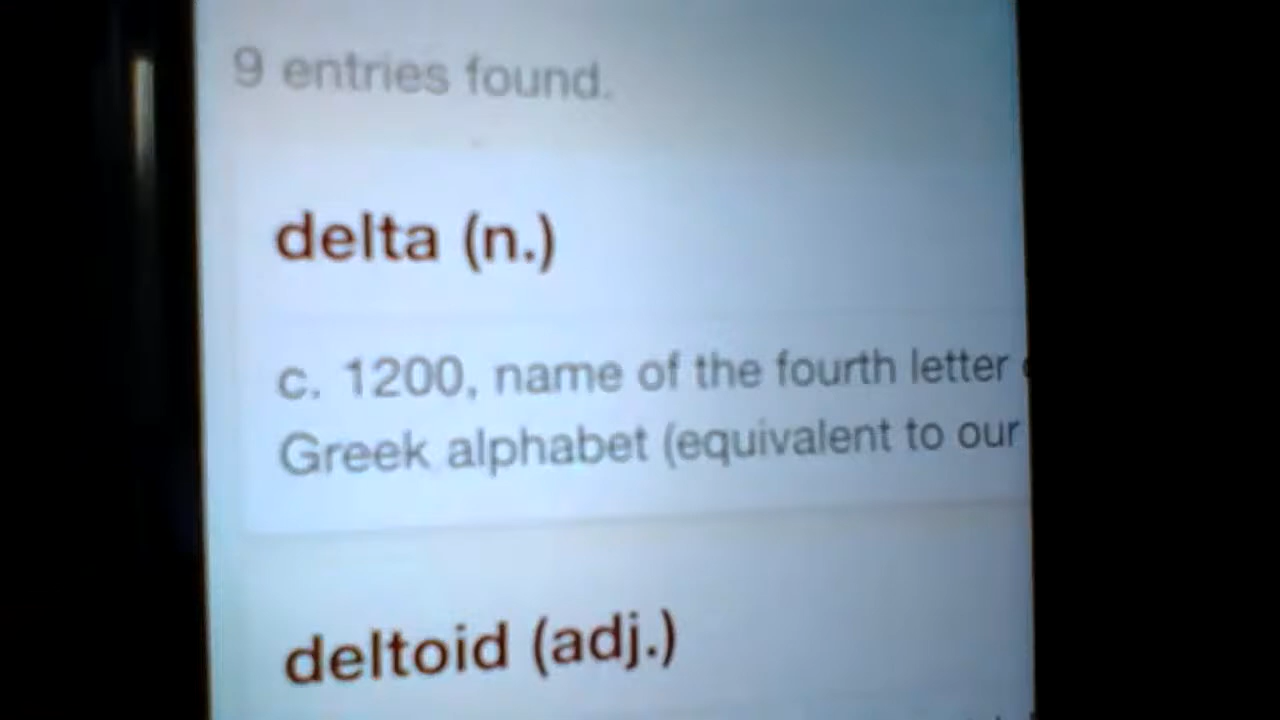 9 entries found.
delta (n.)
c. 1200, name of the fourth letter
Greek alphabet (equivalent to our
deltoid (adj.)